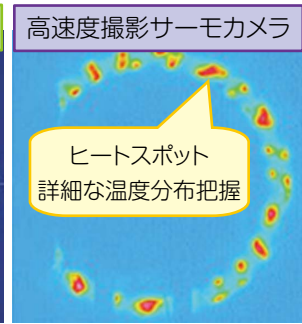 高速度撮影サーモカメラ
ヒートスポット
詳細な温度分布把握